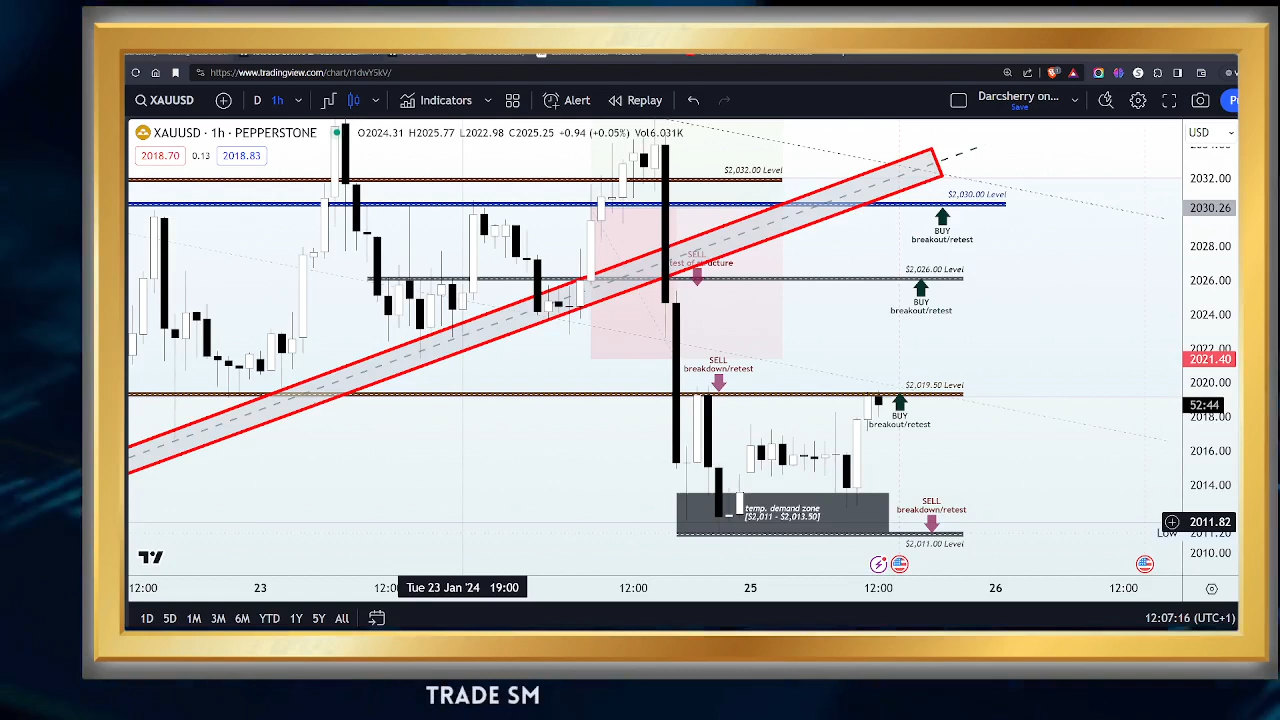 https://www.tradingview.com/chart/r1dwY5kV/
XAUUSD D 1h Indicators Alert Replay Darcsherry on...
Save
XAUUSD · 1h · PEPPERSTONE O2024.31 H2025.77 L2022.98 C2025.25 +0.94 (+0.05%) Vol6.031K USD
2018.70 0.13 2018.83
$2,032.00 Level
2032.00
$2,030.00 Level
2030.26
BUY
breakout/retest
2028.00
SELL
$2,026.00 Level
2026.00
BUY
breakout/retest
2024.00
2022.00
2021.40
SELL
breakdown/retest
$2,019.50 Level
2020.00
52:44
BUY
breakout/retest
2018.00
2016.00
2014.00
temp. demand zone
[$2,011 - $2,013.50]
SELL
breakdown/retest
2011.82
Low 2011.20
$2,011.00 Level
2010.00
12:00 23 Tue 23 Jan '24 19:00 12:00 25 12:00 26 12:00
1D 5D 1M 3M 6M YTD 1Y 5Y All 12:07:16 (UTC+1)
TRADE SM